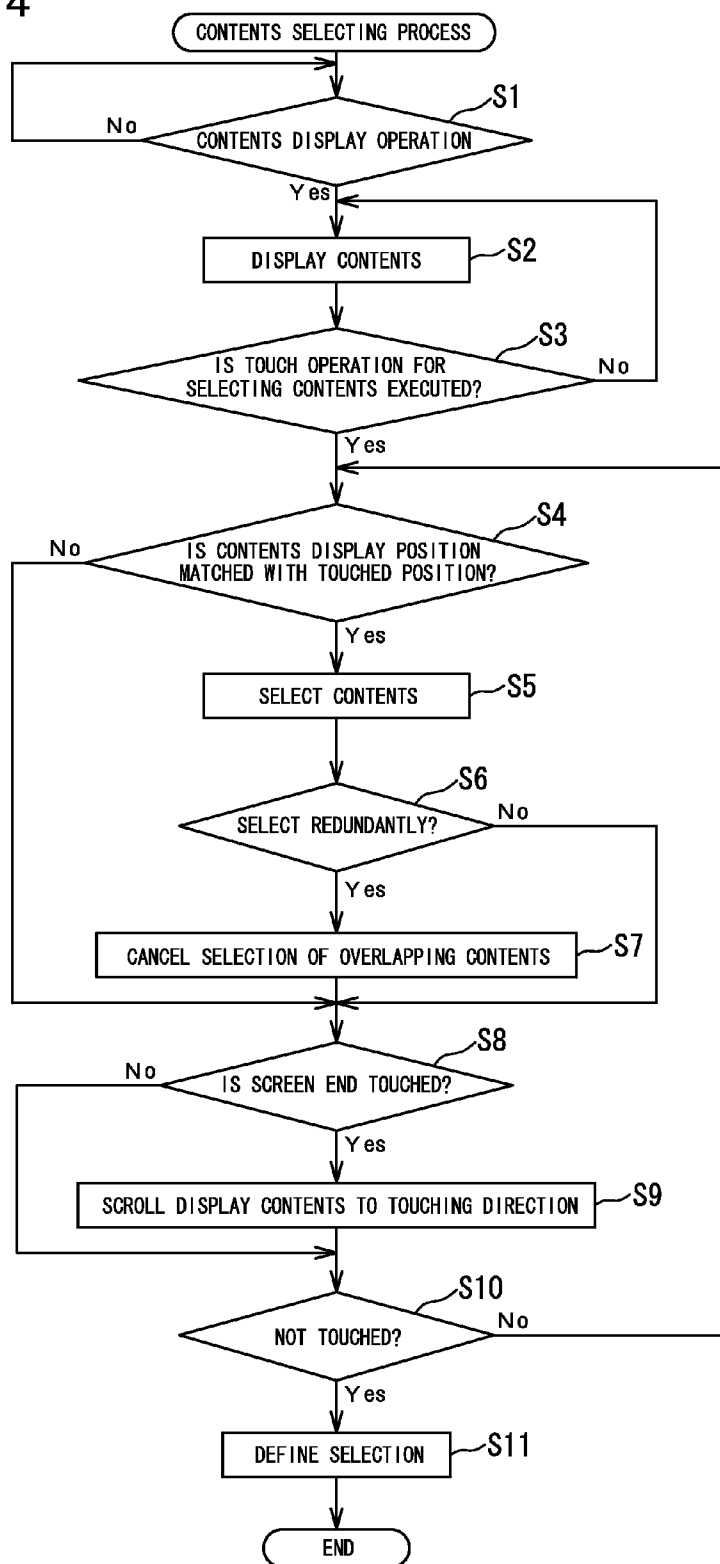 4
CONTENTS SELECTING PROCESS
S1
No
CONTENTS DISPLAY OPERATION
Yes
DISPLAY CONTENTS
S2
S3
IS TOUCH OPERATION FOR
SELECTING CONTENTS EXECUTED?
No
Yes
S4
No
IS CONTENTS DISPLAY POSITION
MATCHED WITH TOUCHED POSITION?
Yes
SELECT CONTENTS
S5
S6
SELECT REDUNDANTLY?
No
Yes
CANCEL SELECTION OF OVERLAPPING CONTENTS
S7
S8
No
IS SCREEN END TOUCHED?
Yes
SCROLL DISPLAY CONTENTS TO TOUCHING DIRECTION
S9
S10
NOT TOUCHED?
No
Yes
DEFINE SELECTION
S11
END